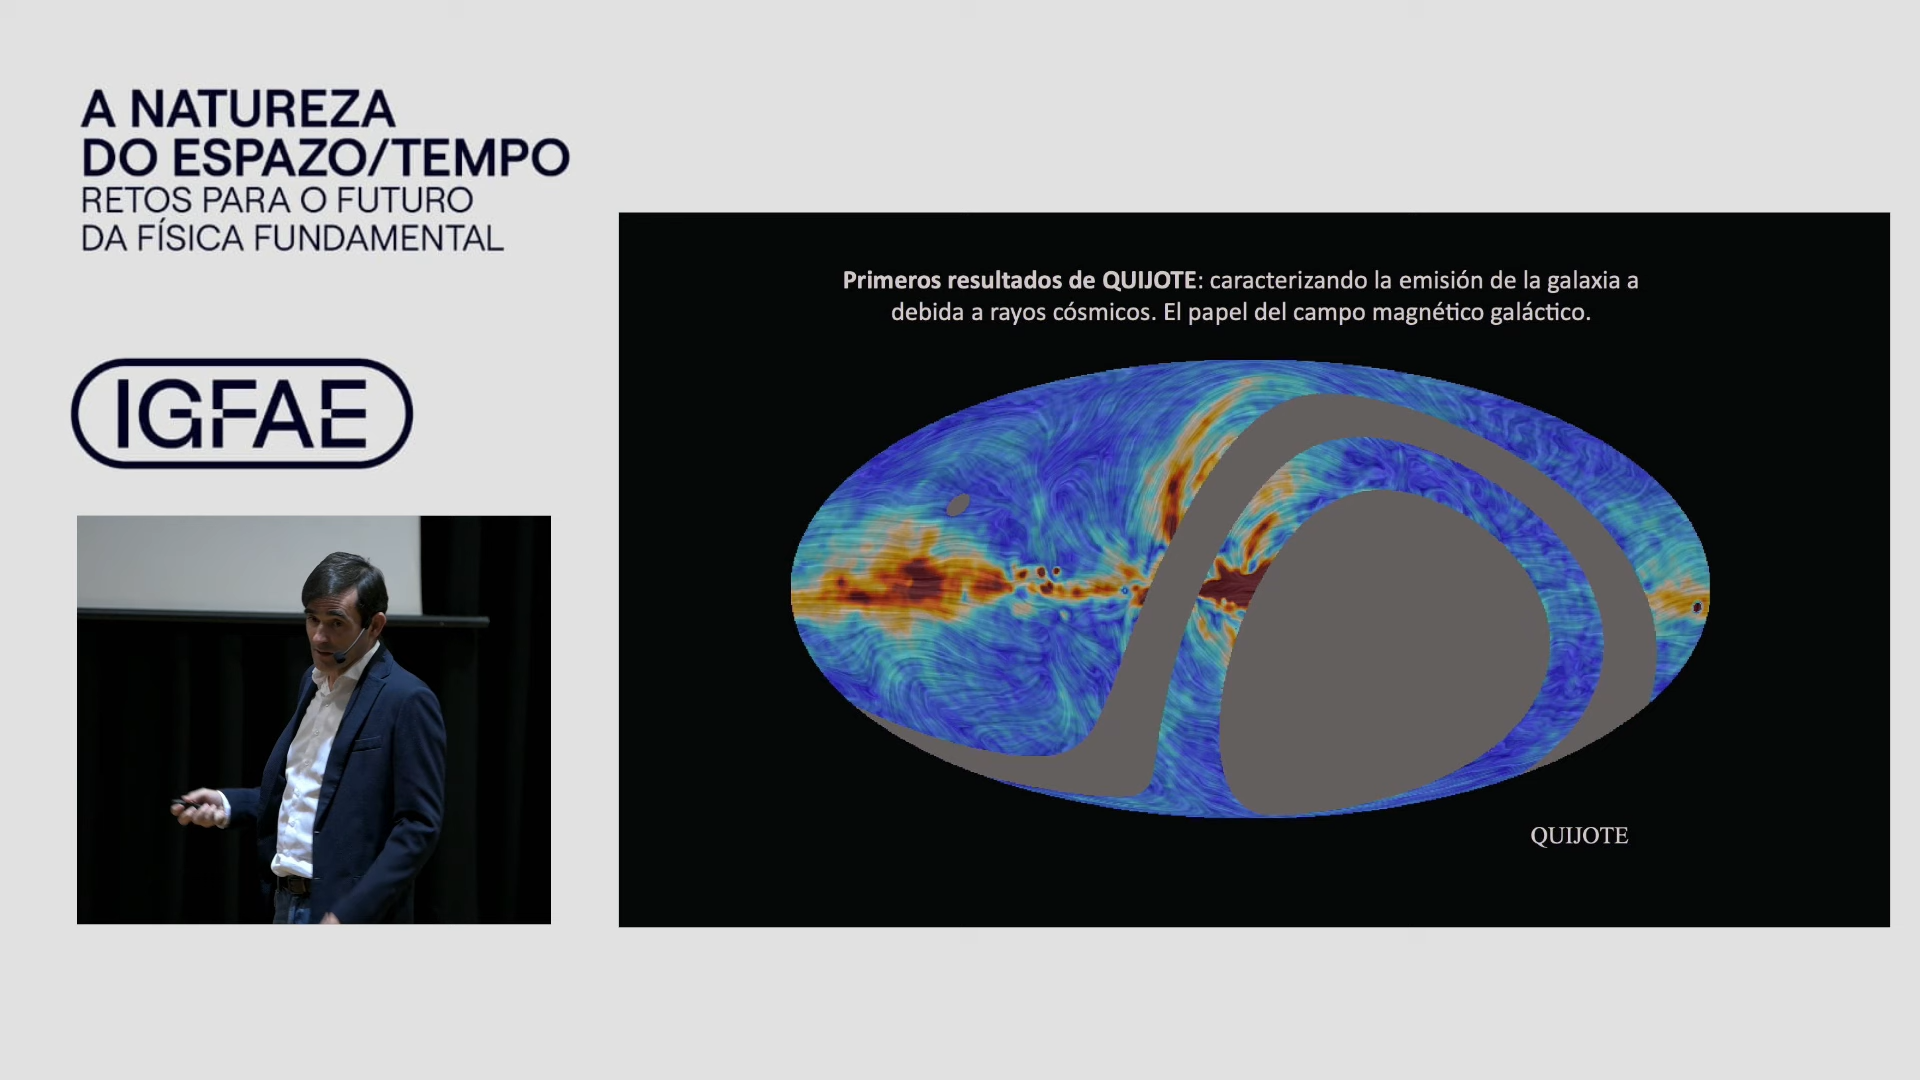 A NATUREZA
DO ESPAZO/TEMPO
RETOS PARA O FUTURO
DA FÍSICA FUNDAMENTAL
IGFAE
Primeros resultados de QUIJOTE: caracterizando la emisión de la galaxia a
debida a rayos cósmicos. El papel del campo magnético galáctico.
QUIJOTE